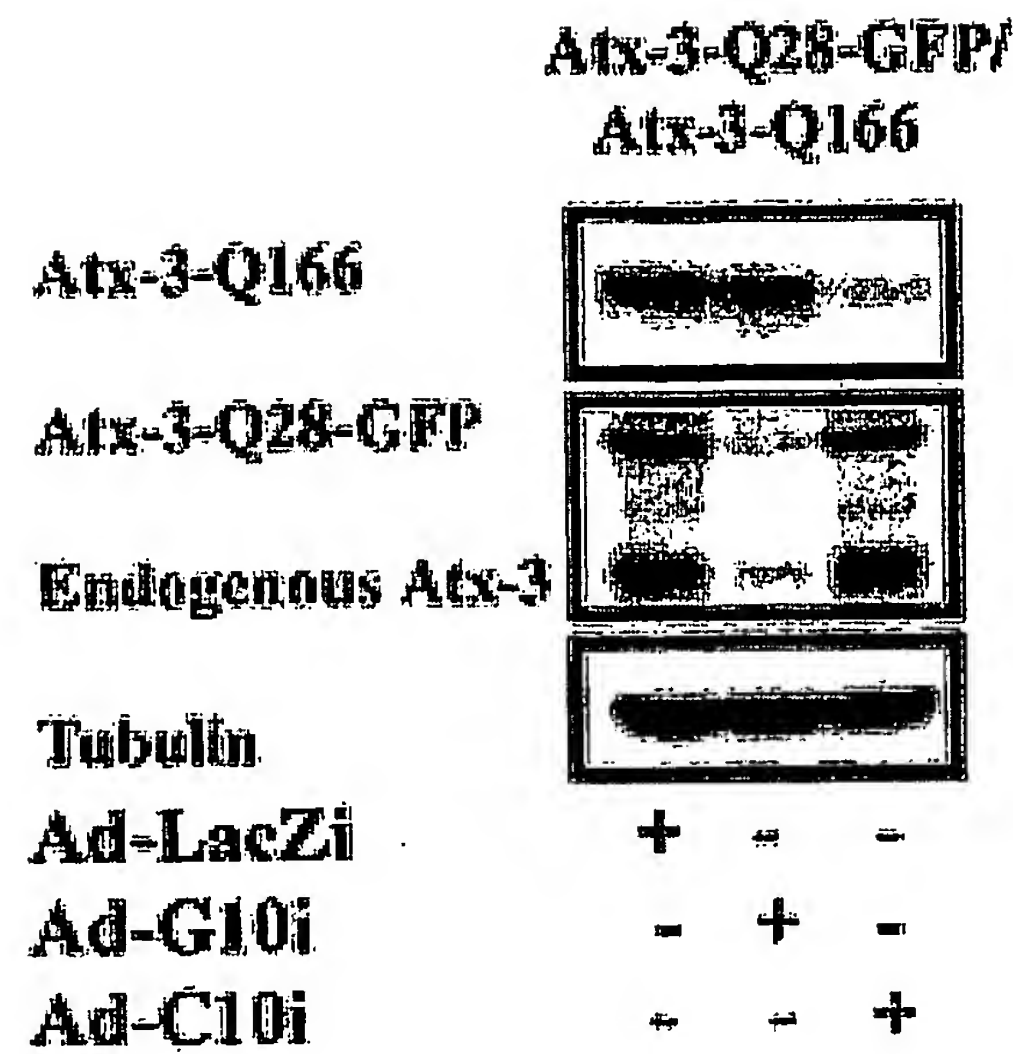 Atx-3-Q28-GFP/
Atx-3-Q166
Atx-3-Q166
Atx-3-Q28-GFP
Endogennus Atx-3
Tubulin
Ad-LacZi + - -
Ad-G10i - + -
Ad-C10i - - +